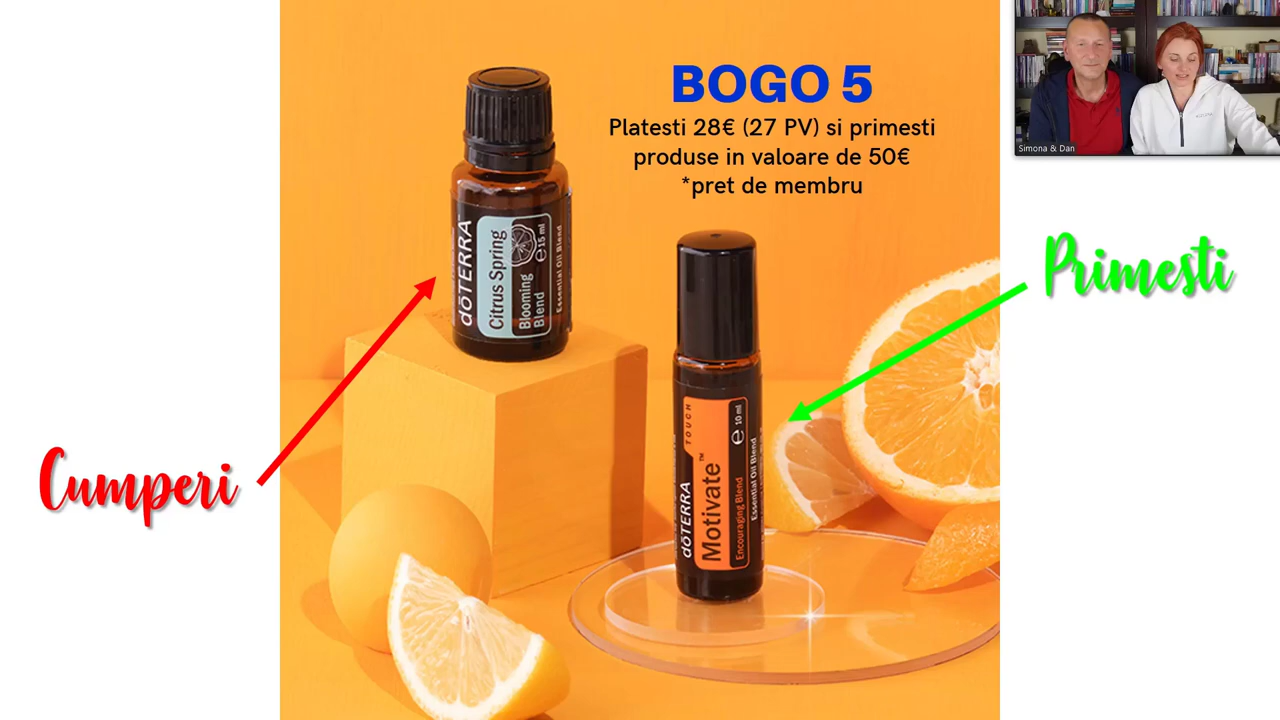 BOGO 5
Platesti 28€ (27 PV) si primesti
produse in valoare de 50€
*pret de membru
Simona & Dan
Primesti
Cumperi
dōTERRA
Citrus Spring
Blooming
Blend
℮ 15 ml
Essential Oil Blend
dōTERRA
Motivate™
TOUCH
Encouraging Blend
℮ 10 ml
Essential Oil Blend